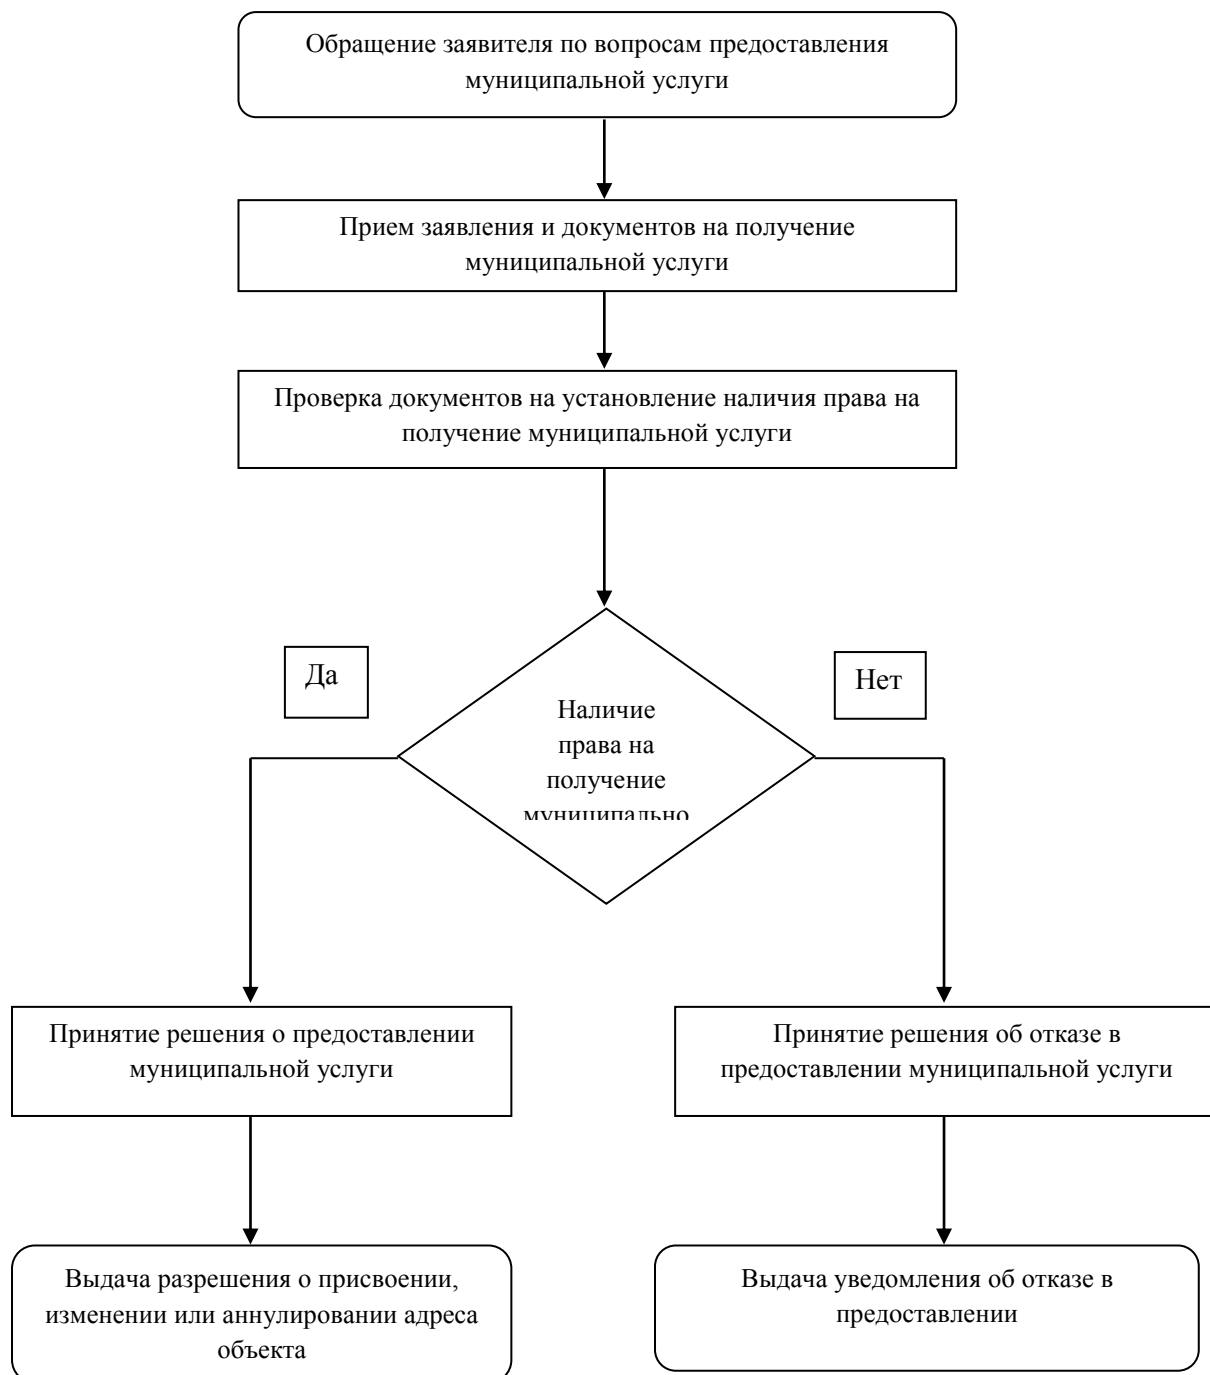 Обращение заявителя по вопросам предоставления
муниципальной услуги
Прием заявления и документов на получение
муниципальной услуги
Проверка документов на установление наличия права на
получение муниципальной услуги
Да
Нет
Наличие
права на
получение
муниципально
Принятие решения о предоставлении
муниципальной услуги
Принятие решения об отказе в
предоставлении муниципальной услуги
Выдача разрешения о присвоении,
изменении или аннулировании адреса
объекта
Выдача уведомления об отказе в
предоставлении